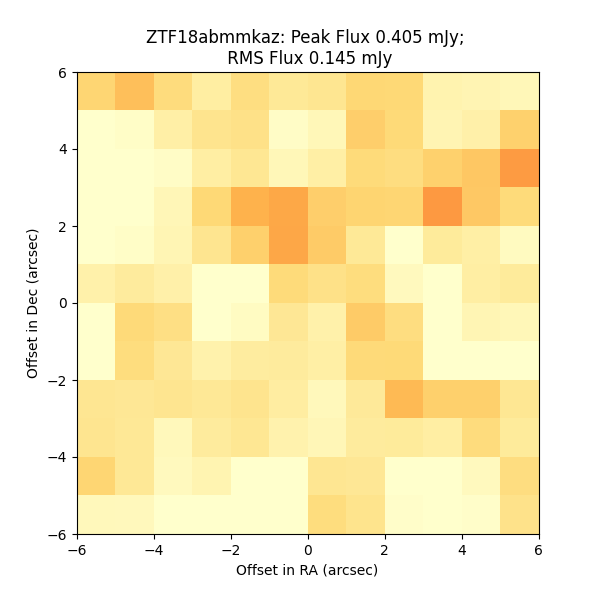 ZTF18abmmkaz: Peak Flux 0.405 mJy;
RMS Flux 0.145 mJy
6
4
2
0
−2
−4
−6
Offset in Dec (arcsec)
−6 −4 −2 0 2 4 6
Offset in RA (arcsec)